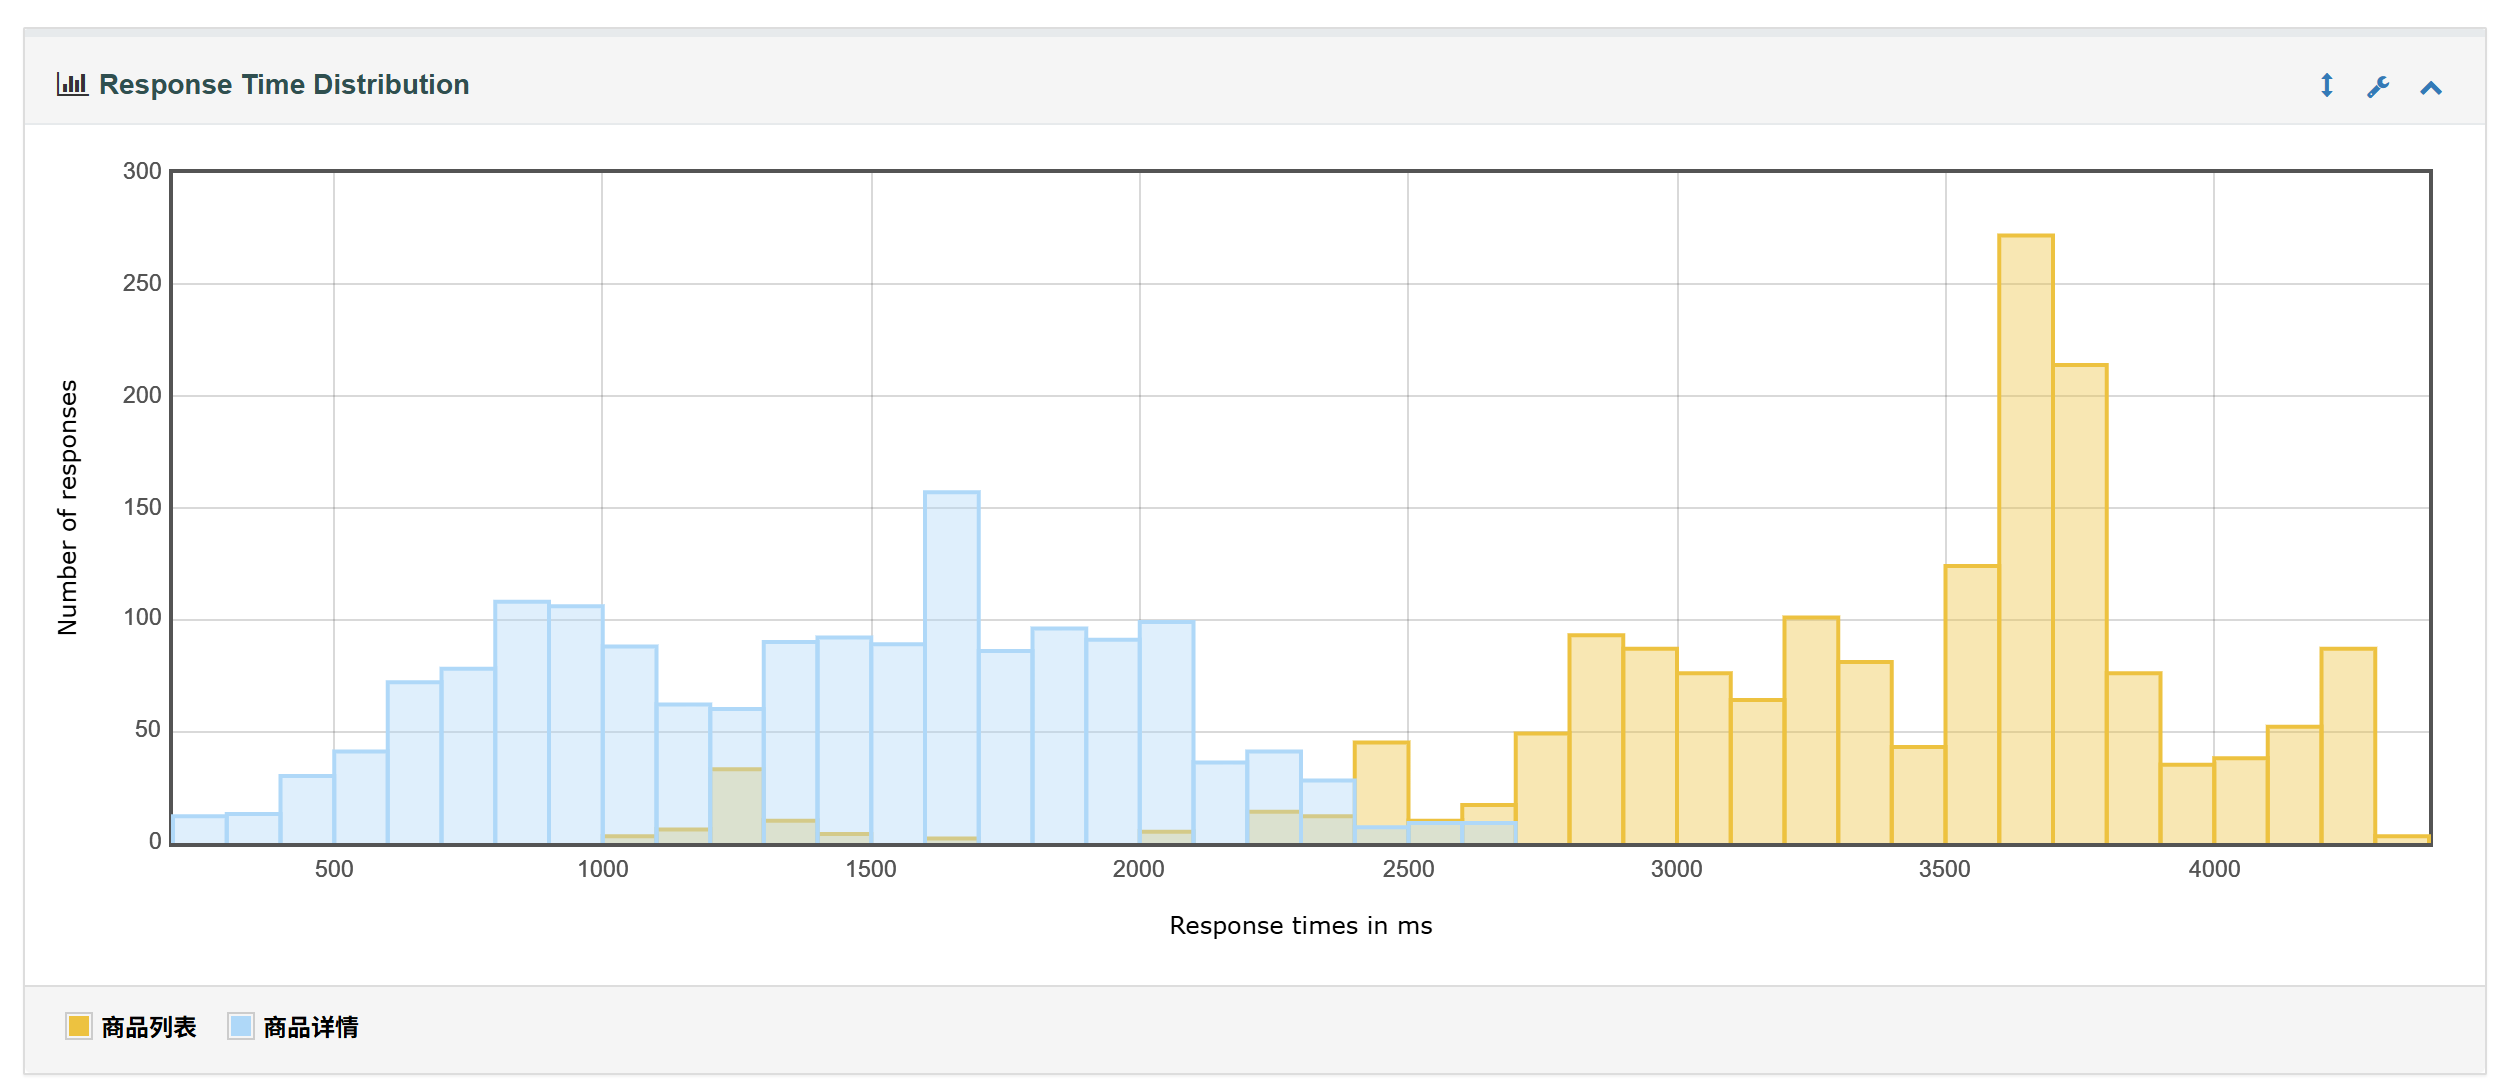 Response Time Distribution
300
250
200
150
100
50
0
Number of responses
500 1000 1500 2000 2500 3000 3500 4000
Response times in ms
商品列表 商品详情